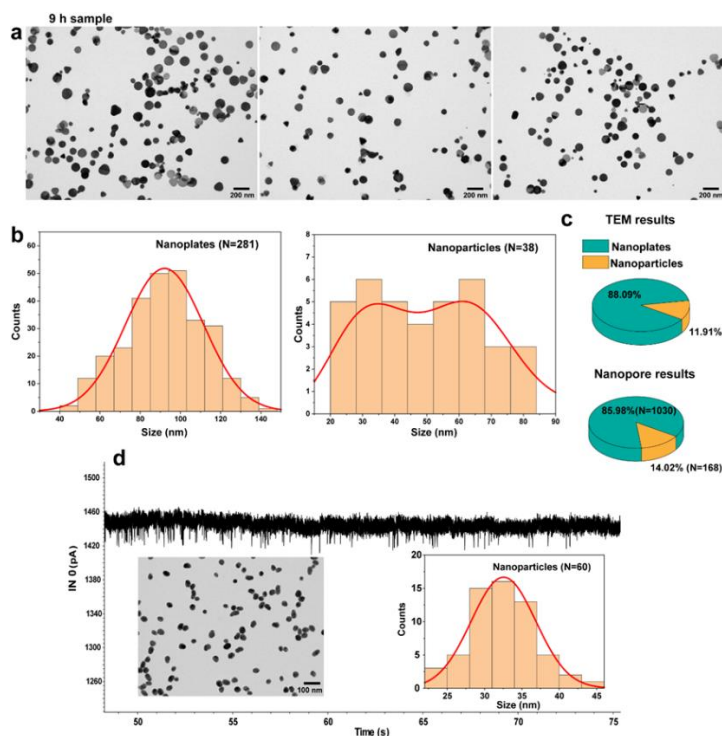 9 h sample
a
200 nm
200 nm
200 nm
b
Nanoplates (N=281)
60
50
40
30
20
10
0
Counts
40 60 80 100 120 140
Size (nm)
Nanoparticles (N=38)
8
7
6
5
4
3
2
1
0
Counts
10 20 30 40 50 60 70 80 90
Size (nm)
c
TEM results
Nanoplates
Nanoparticles
88.09%
11.91%
Nanopore results
85.98%(N=1030)
14.02% (N=168)
d
1500
1460
1420
1380
1340
1300
1260
IN 0 (pA)
100 nm
Nanoparticles (N=60)
20
15
10
5
0
Counts
25 30 35 40 45
Size (nm)
50 55 60 65 70 75
Time (s)